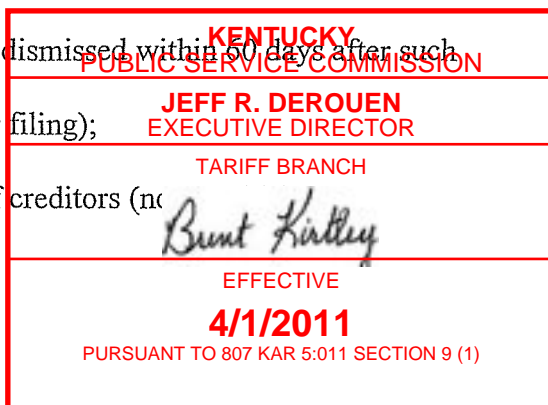 dismissed within 60 days after such
KENTUCKY
PUBLIC SERVICE COMMISSION
filing);
JEFF R. DEROUEN
EXECUTIVE DIRECTOR
TARIFF BRANCH
creditors (no
Bunt Kirtley
EFFECTIVE
4/1/2011
PURSUANT TO 807 KAR 5:011 SECTION 9 (1)